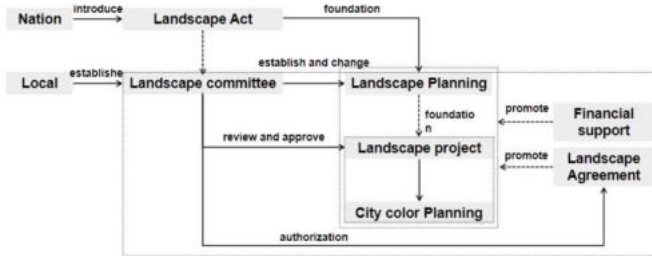 introduce
foundation
Nation
Landscape Act
establishe
establish and change
Local
Landscape committee
Landscape Planning
promote
Financial
support
foundatio
n
review and approve
Landscape project
promote
Landscape
Agreement
City color Planning
authorization